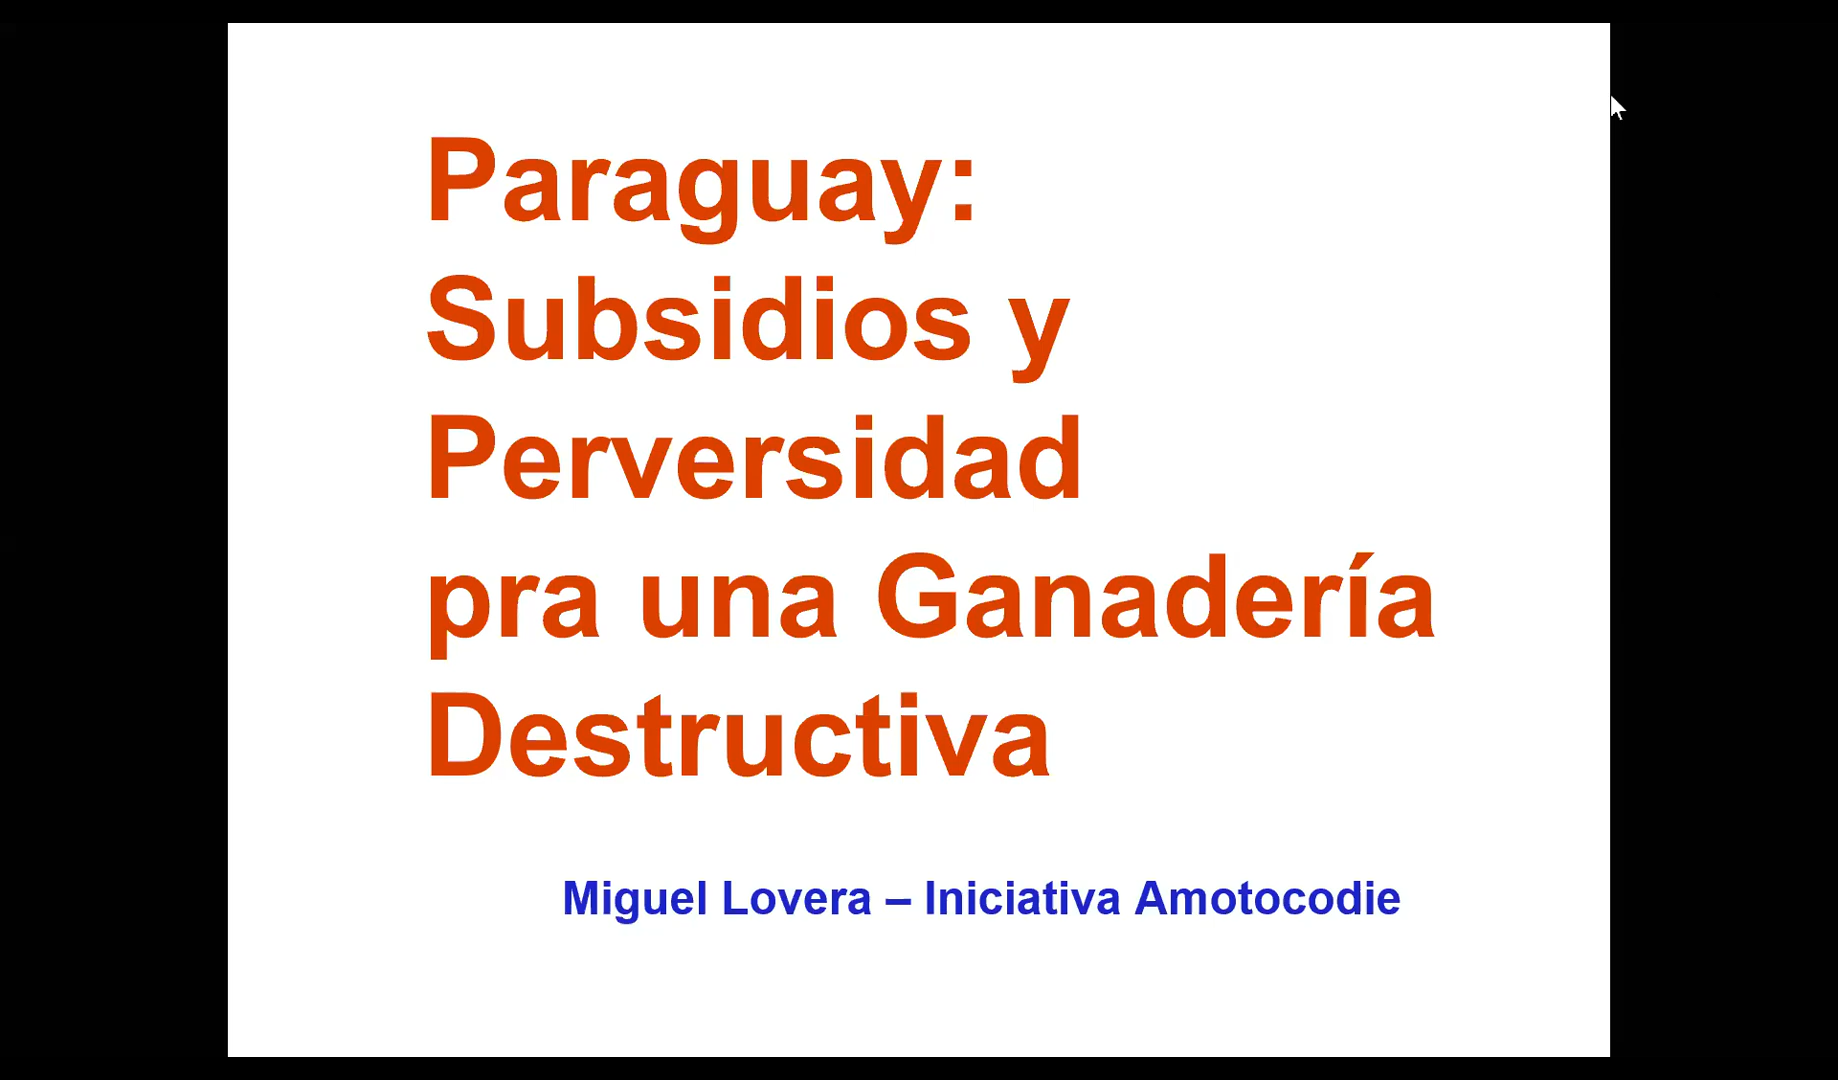 Paraguay:
Subsidios y
Perversidad
pra una Ganadería
Destructiva
Miguel Lovera – Iniciativa Amotocodie